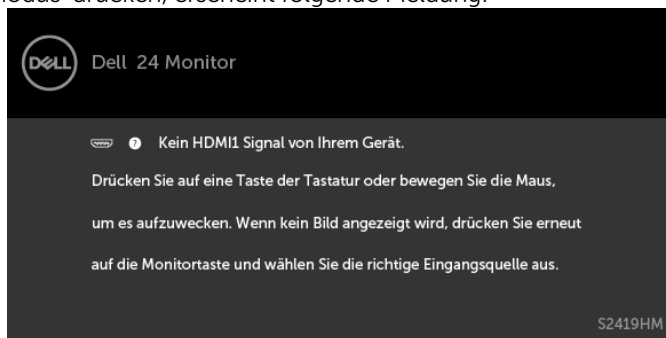 drücken, erscheint folgende Meldung:
DELL Dell 24 Monitor
Kein HDMI1 Signal von Ihrem Gerät.
Drücken Sie auf eine Taste der Tastatur oder bewegen Sie die Maus,
um es aufzuwecken. Wenn kein Bild angezeigt wird, drücken Sie erneut
auf die Monitortaste und wählen Sie die richtige Eingangsquelle aus.
S2419HM